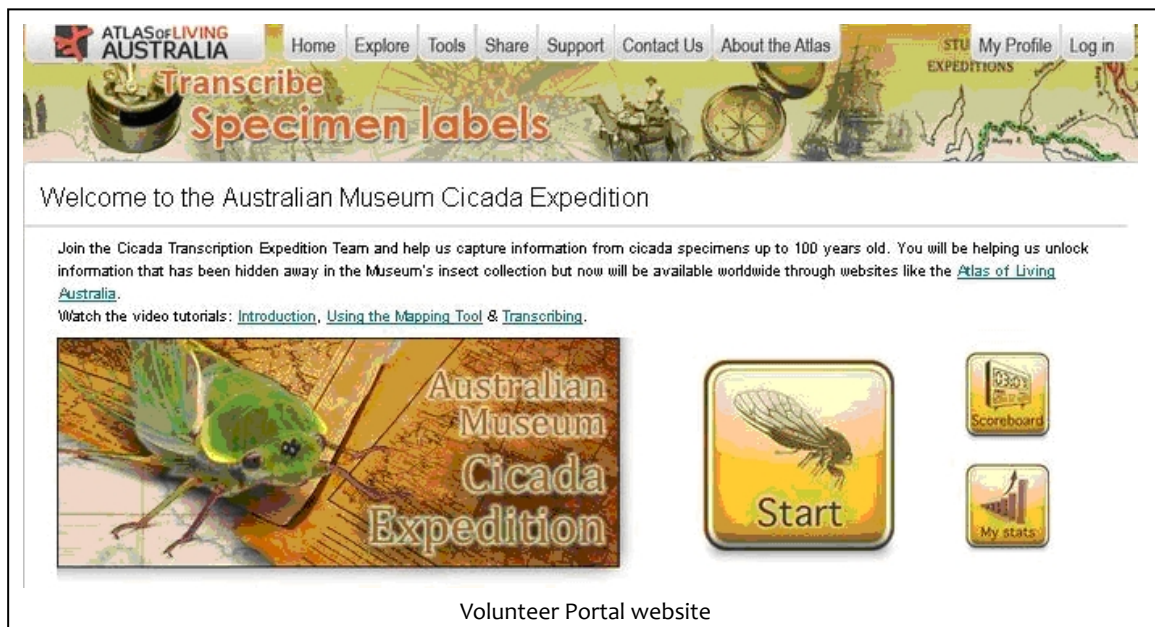 ATLAS OF LIVING
AUSTRALIA
Home Explore Tools Share Support Contact Us About the Atlas STU My Profile Log in
EXPEDITIONS
Transcribe
Specimen labels
Murray R.
Welcome to the Australian Museum Cicada Expedition
Join the Cicada Transcription Expedition Team and help us capture information from cicada specimens up to 100 years old. You will be helping us unlock
information that has been hidden away in the Museum's insect collection but now will be available worldwide through websites like the Atlas of Living
Australia.
Watch the video tutorials: Introduction, Using the Mapping Tool & Transcribing.
Australian
Museum
Cicada
Expedition
Start
03:03
Scoreboard
My stats
Volunteer Portal website